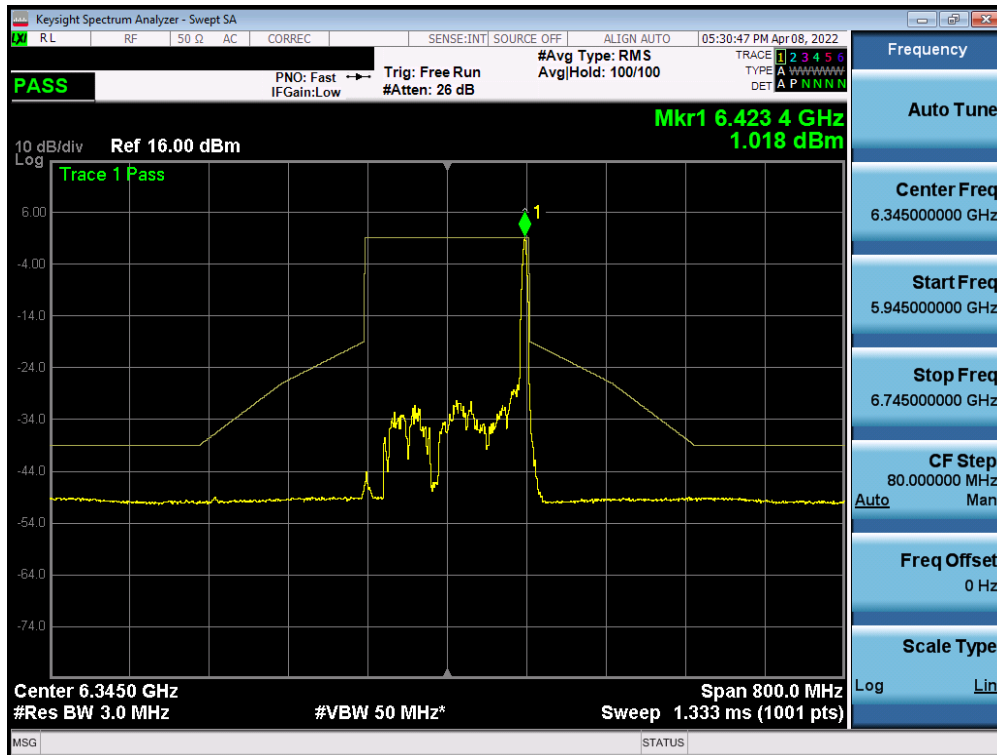 Keysight Spectrum Analyzer - Swept SA
LXI RL RF 50 Ω AC CORREC SENSE:INT SOURCE OFF ALIGN AUTO 05:30:47 PM Apr 08, 2022
PASS
PNO: Fast
IFGain:Low
Trig: Free Run
#Atten: 26 dB
#Avg Type: RMS
Avg|Hold: 100/100
TRACE 1 2 3 4 5 6
TYPE A WWWWW
DET A P N N N N
Mkr1 6.423 4 GHz
1.018 dBm
10 dB/div Ref 16.00 dBm
Log
Trace 1 Pass
1
6.00
-4.00
-14.0
-24.0
-34.0
-44.0
-54.0
-64.0
-74.0
Center 6.3450 GHz Span 800.0 MHz
#Res BW 3.0 MHz #VBW 50 MHz* Sweep 1.333 ms (1001 pts)
MSG STATUS
Frequency
Auto Tune
Center Freq
6.345000000 GHz
Start Freq
5.945000000 GHz
Stop Freq
6.745000000 GHz
CF Step
80.000000 MHz
Auto Man
Freq Offset
0 Hz
Scale Type
Log Lin